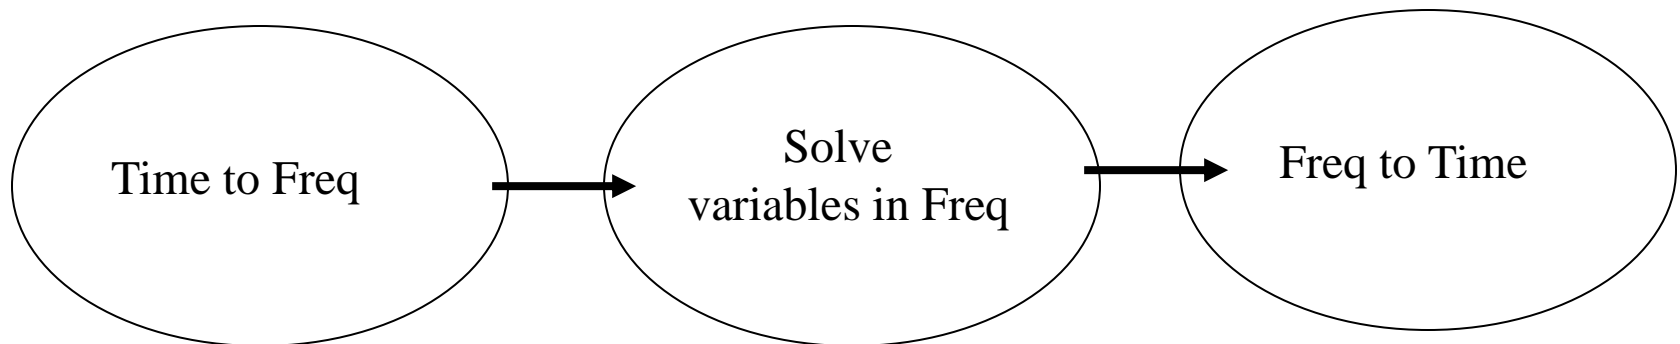 Time to Freq
Solve
variables in Freq
Freq to Time